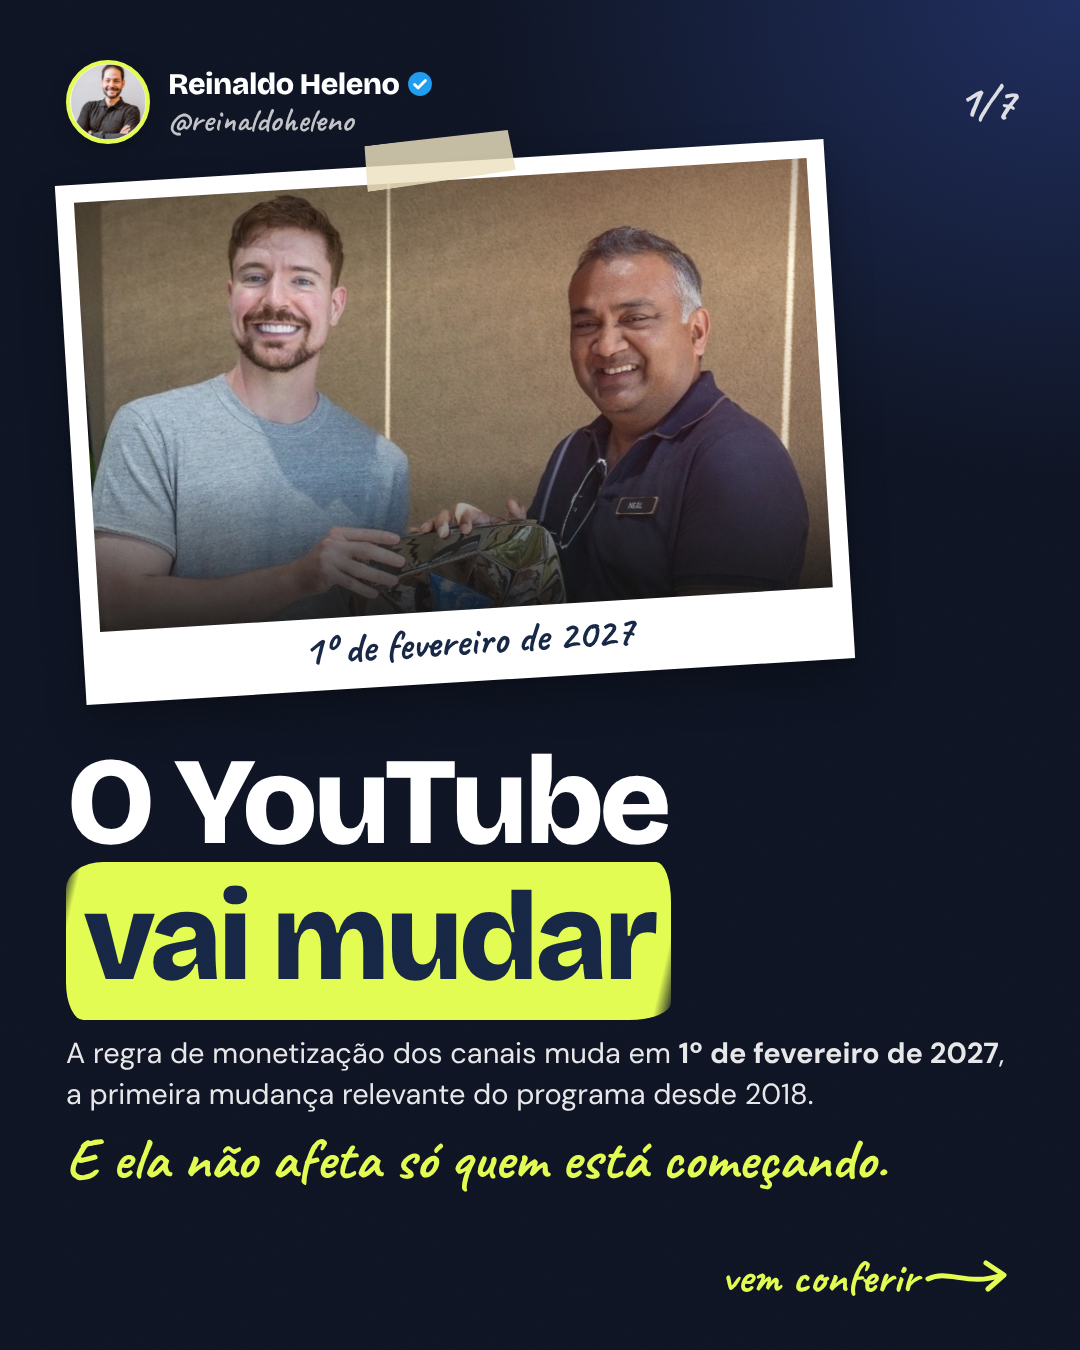 Reinaldo Heleno
@reinaldoheleno
1/7
NEAL
1º de fevereiro de 2027
O YouTube
vai mudar
A regra de monetização dos canais muda em 1º de fevereiro de 2027,
a primeira mudança relevante do programa desde 2018.
E ela não afeta só quem está começando.
vem conferir